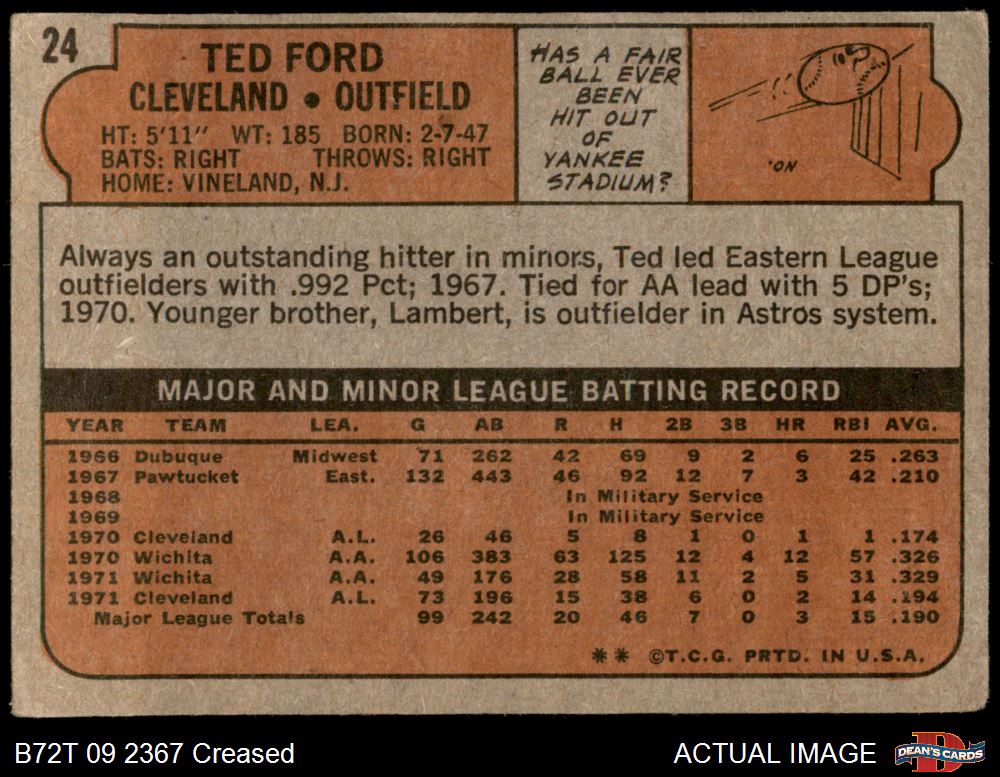 24
TED FORD
CLEVELAND • OUTFIELD
HT: 5'11" WT: 185 BORN: 2-7-47
BATS: RIGHT THROWS: RIGHT
HOME: VINELAND, N.J.
HAS A FAIR
BALL EVER
BEEN
HIT OUT
OF
YANKEE
STADIUM?
'ON
Always an outstanding hitter in minors, Ted led Eastern League
outfielders with .992 Pct; 1967. Tied for AA lead with 5 DP's;
1970. Younger brother, Lambert, is outfielder in Astros system.
MAJOR AND MINOR LEAGUE BATTING RECORD
YEAR TEAM LEA. G AB R H 2B 3B HR RBI AVG.
1966 Dubuque Midwest 71 262 42 69 9 2 6 25 .263
1967 Pawtucket East. 132 443 46 92 12 7 3 42 .210
1968 In Military Service
1969 In Military Service
1970 Cleveland A.L. 26 46 5 8 1 0 1 1 .174
1970 Wichita A.A. 106 383 63 125 12 4 12 57 .326
1971 Wichita A.A. 49 176 28 58 11 2 5 31 .329
1971 Cleveland A.L. 73 196 15 38 6 0 2 14 .194
Major League Totals 99 242 20 46 7 0 3 15 .190
** ©T.C.G. PRTD. IN U.S.A.
B72T 09 2367 Creased
ACTUAL IMAGE
D
DEAN'S CARDS